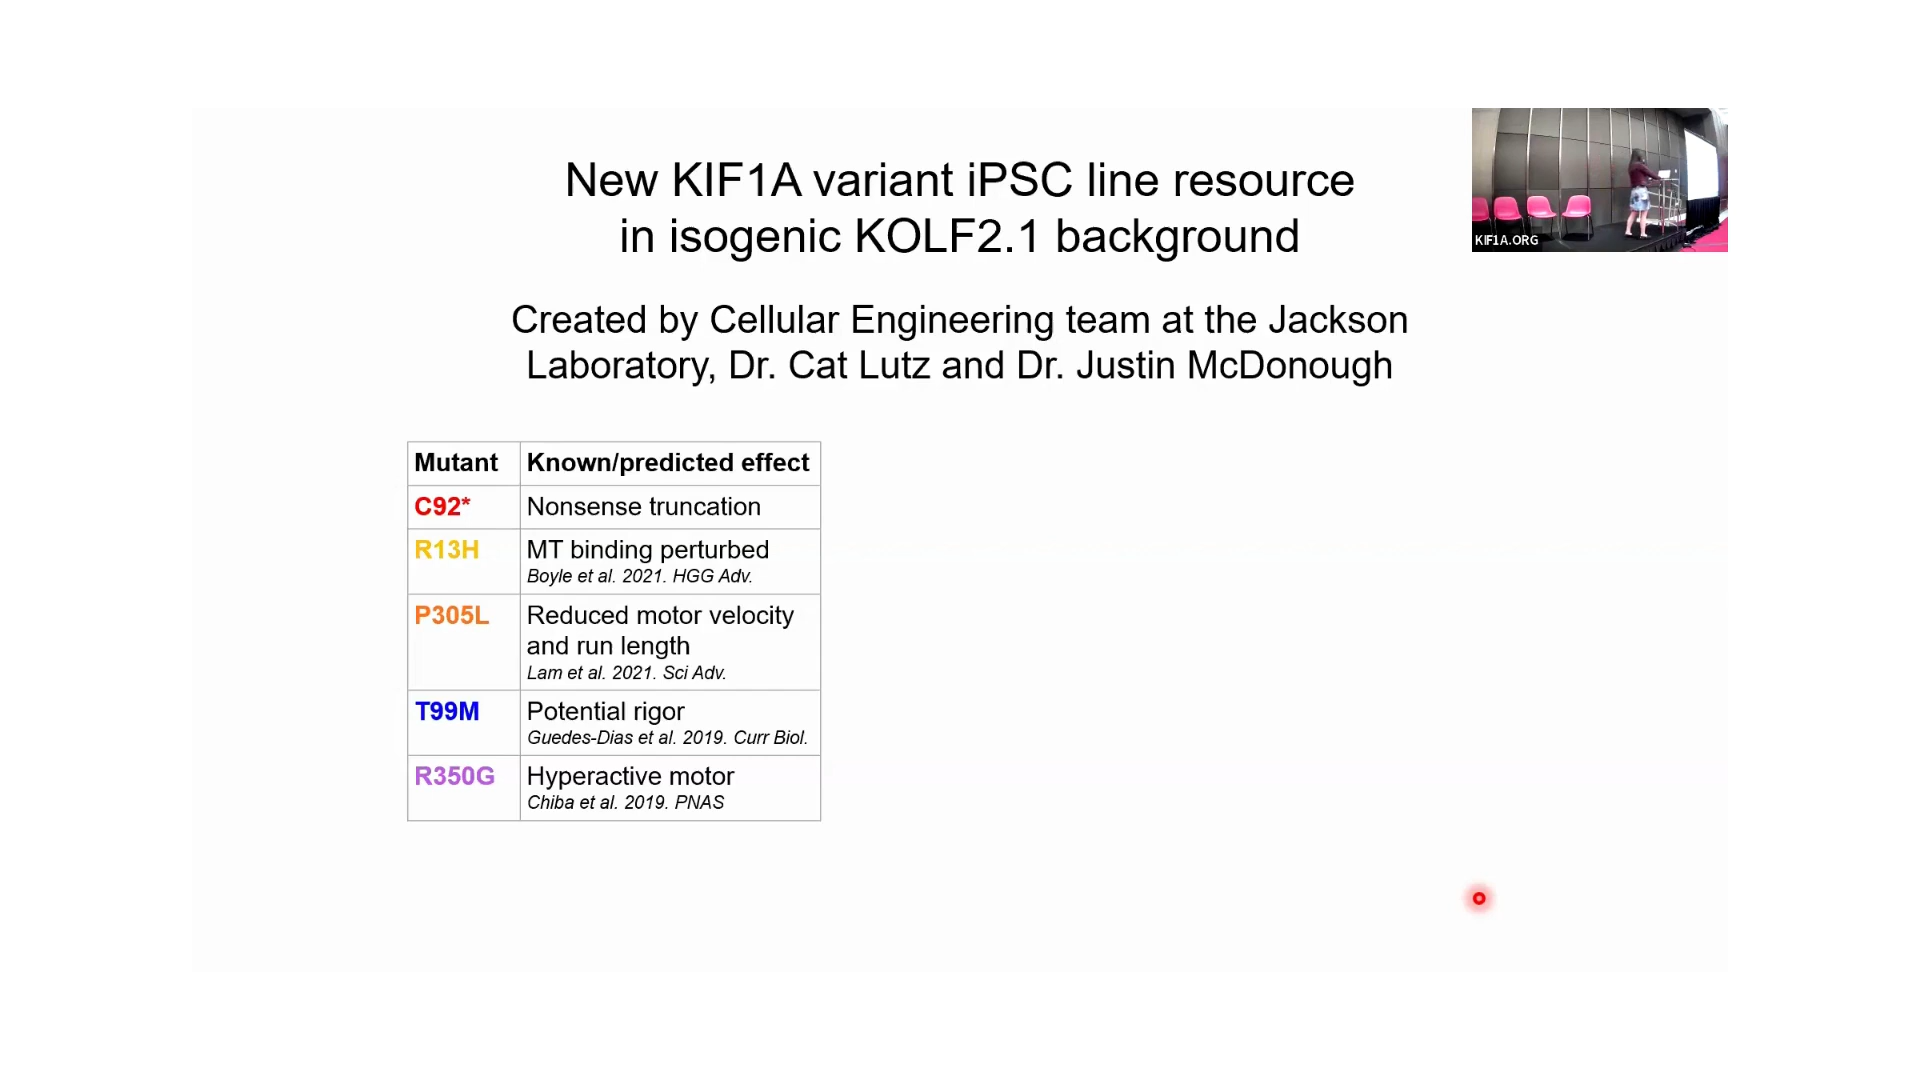 New KIF1A variant iPSC line resource
in isogenic KOLF2.1 background
KIF1A.ORG
Created by Cellular Engineering team at the Jackson
Laboratory, Dr. Cat Lutz and Dr. Justin McDonough
Mutant Known/predicted effect
C92* Nonsense truncation
R13H MT binding perturbed
Boyle et al. 2021. HGG Adv.
P305L Reduced motor velocity
and run length
Lam et al. 2021. Sci Adv.
T99M Potential rigor
Guedes-Dias et al. 2019. Curr Biol.
R350G Hyperactive motor
Chiba et al. 2019. PNAS